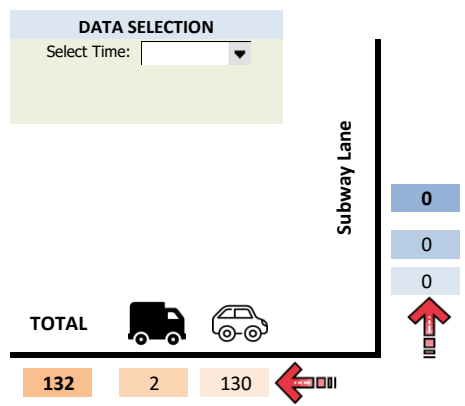 DATA SELECTION
Select Time:
Subway Lane
0
0
0
TOTAL
132 2 130